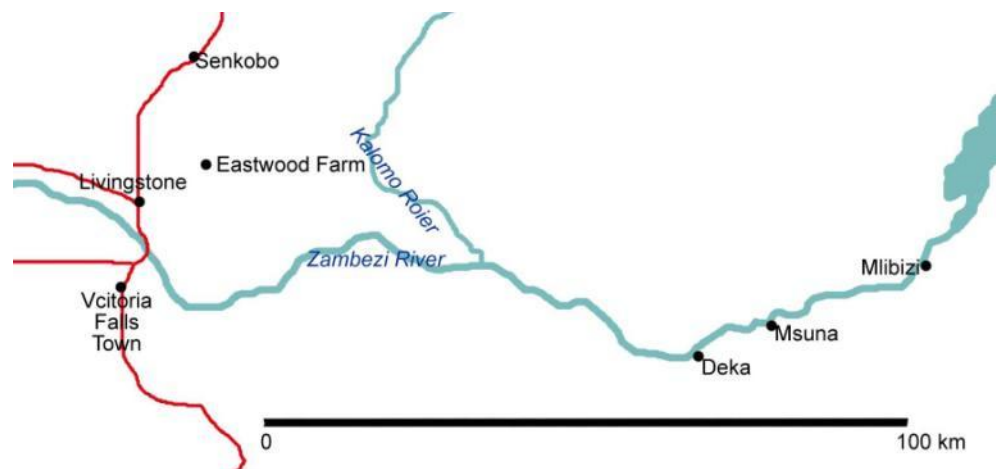 Senkobo
Kalomo Roier
Eastwood Farm
Livingstone
Zambezi River
Vcitoria
Falls
Town
Mlibizi
Msuna
Deka
0
100 km